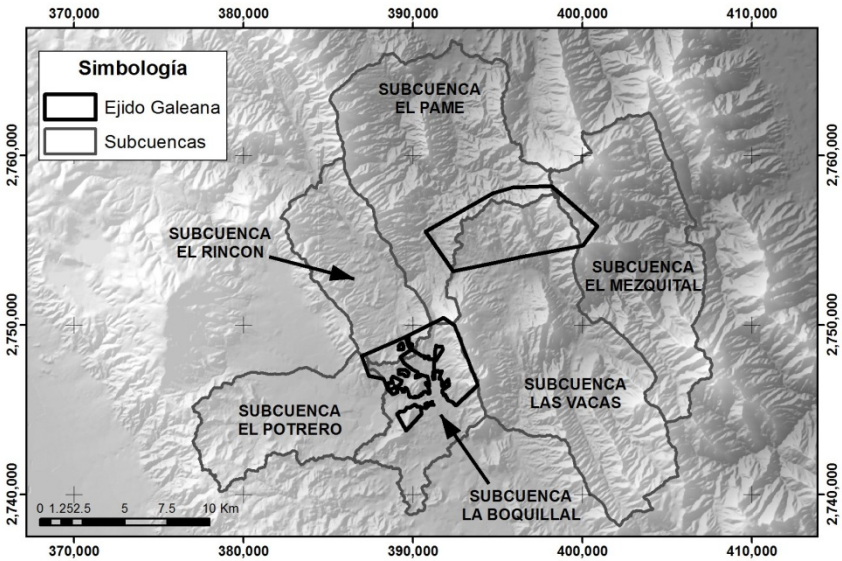 370,000 380,000 390,000 400,000 410,000
Simbología
Ejido Galeana
Subcuencas
SUBCUENCA
EL PAME
2,760,000
2,760,000
SUBCUENCA
EL RINCON
SUBCUENCA
EL MEZQUITAL
2,750,000
2,750,000
SUBCUENCA
LAS VACAS
SUBCUENCA
EL POTRERO
SUBCUENCA
LA BOQUILLAL
2,740,000
2,740,000
0 1.252.5 5 7.5 10 Km
370,000 380,000 390,000 400,000 410,000